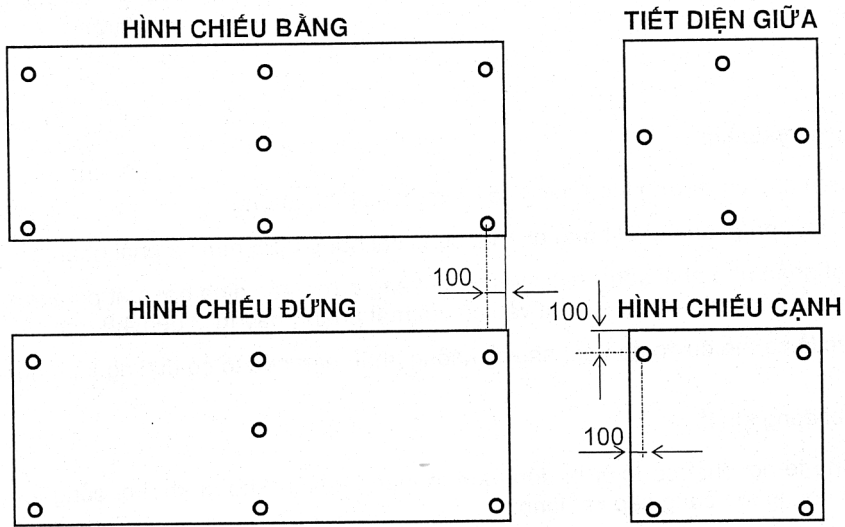 HÌNH CHIẾU BẰNG
TIẾT DIỆN GIỮA
100
HÌNH CHIẾU ĐỨNG
100
HÌNH CHIẾU CẠNH
100